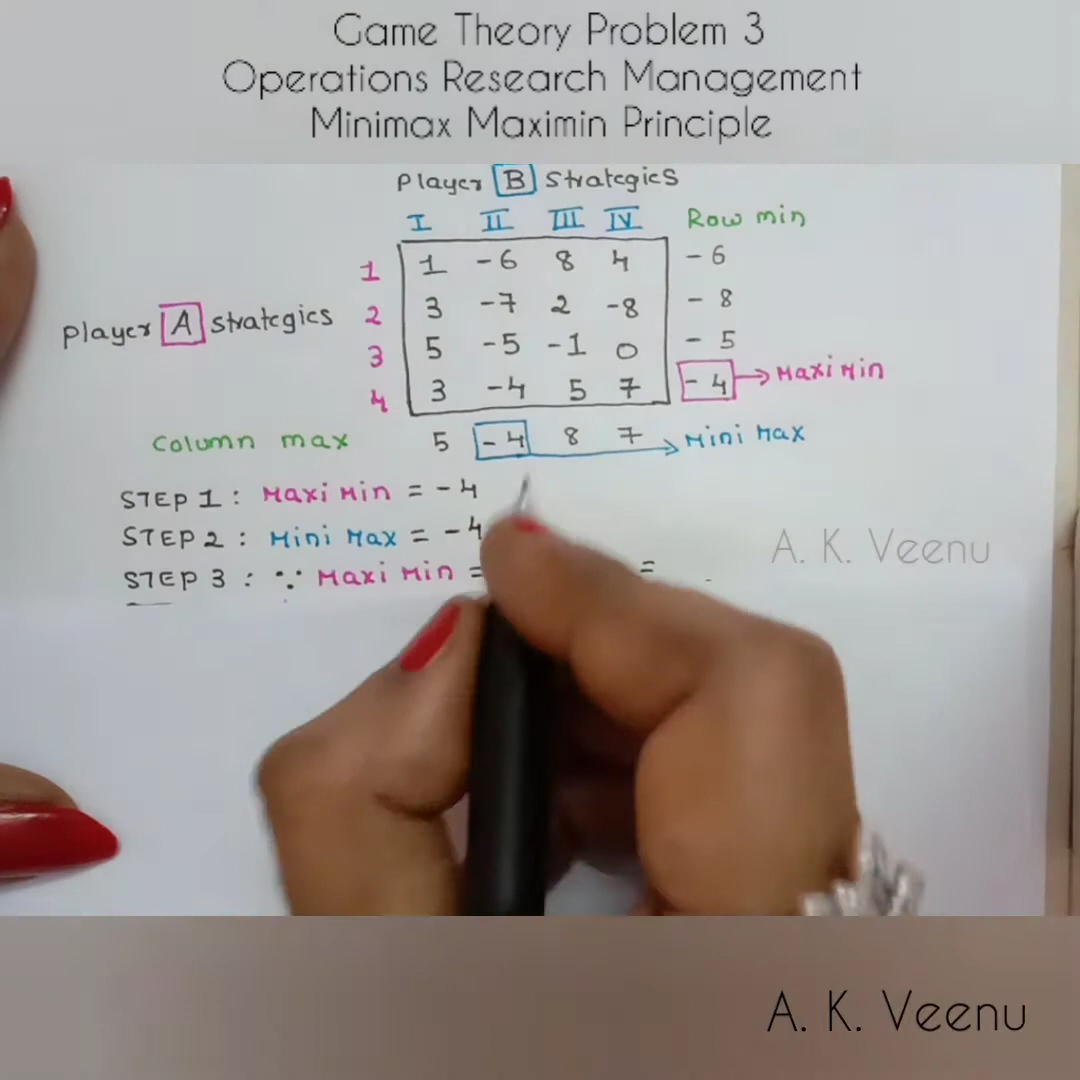 Game Theory Problem 3
Operations Research Management
Minimax Maximin Principle
Player B strategies
I II III IV Row min
1 1 -6 8 4 -6
2 3 -7 2 -8 -8
Player A strategies
3 5 -5 -1 0 -5
4 3 -4 5 7 -4 → Maxi Min
Column max 5 -4 8 7 → Mini Max
STEP 1 : Maxi Min = -4
STEP 2 : Mini Max = -4
A. K. Veenu
STEP 3 : ∵ Maxi Min = =
A. K. Veenu